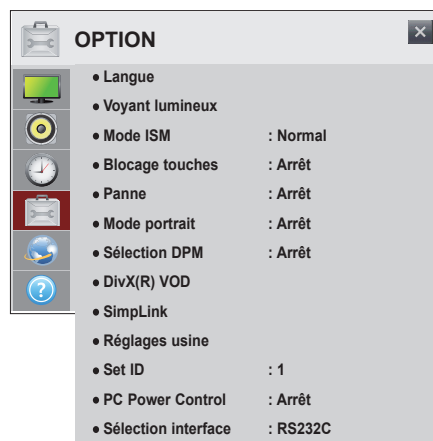 OPTION
● Langue
● Voyant lumineux
● Mode ISM : Normal
● Blocage touches : Arrêt
● Panne : Arrêt
● Mode portrait : Arrêt
● Sélection DPM : Arrêt
● DivX(R) VOD
● SimpLink
● Réglages usine
● Set ID : 1
● PC Power Control : Arrêt
● Sélection interface : RS232C